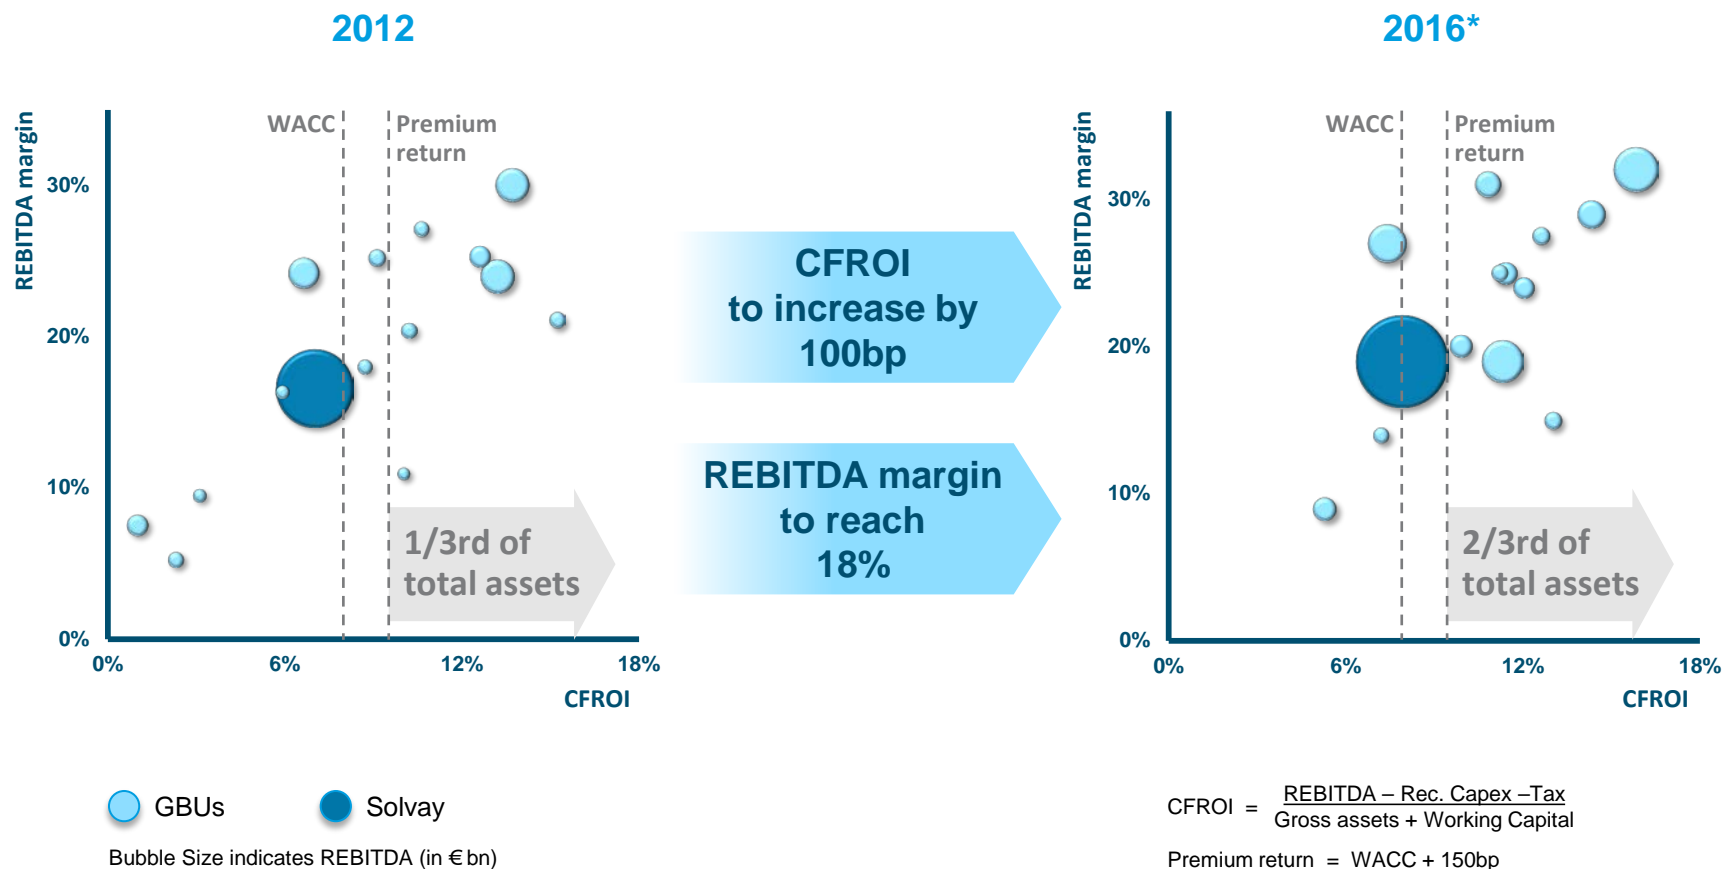 2012
REBITDA margin
WACC
Premium
return
30%
20%
10%
0%
1/3rd of
total assets
0%
6%
12%
18%
CFROI
CFROI
to increase by
100bp
REBITDA margin
to reach
18%
2016*
REBITDA margin
WACC
Premium
return
30%
20%
10%
0%
2/3rd of
total assets
0%
6%
12%
18%
CFROI
GBUs
Solvay
Bubble Size indicates REBITDA (in € bn)
CFROI =
REBITDA – Rec. Capex –Tax
Gross assets + Working Capital
Premium return = WACC + 150bp